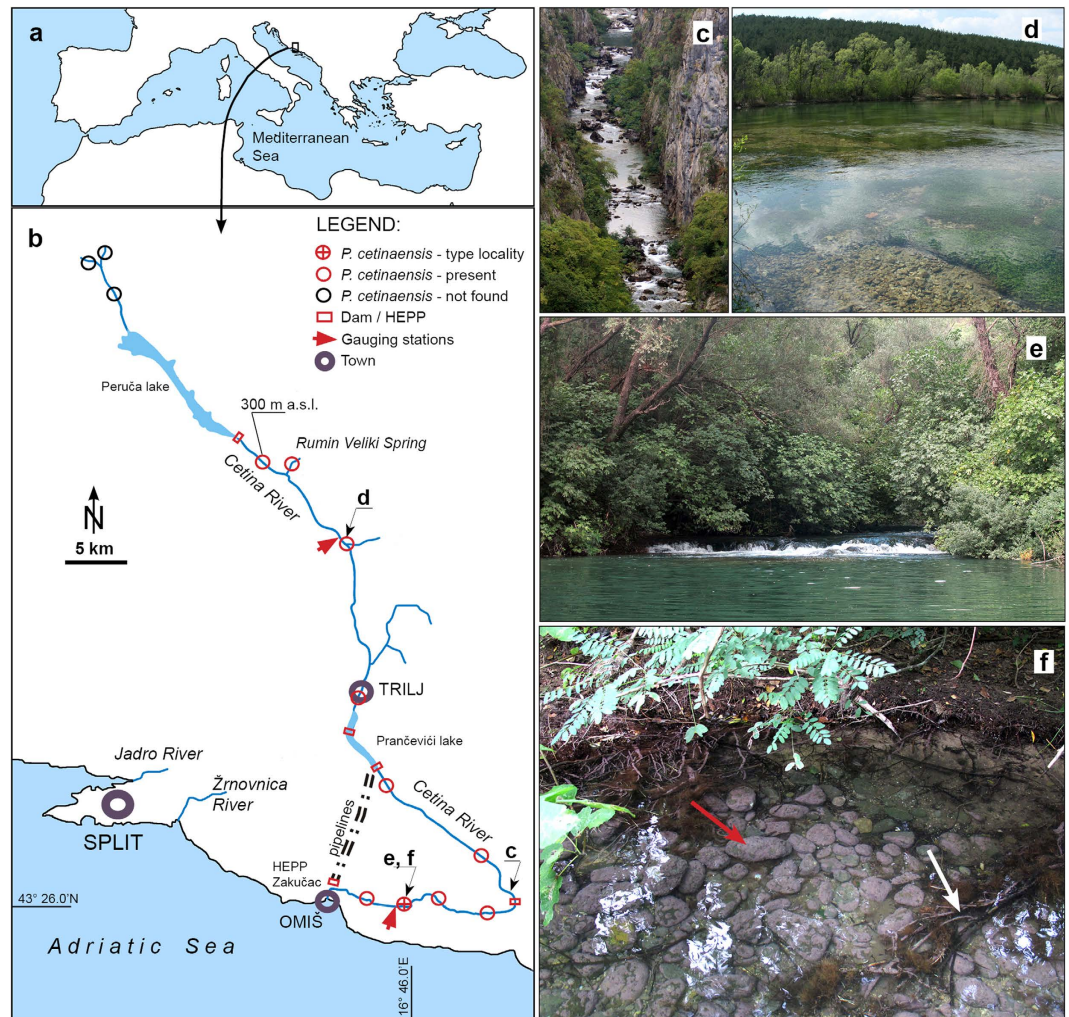 a
Mediterranean
Sea
b
LEGEND:
P. cetinaensis - type locality
P. cetinaensis - present
P. cetinaensis - not found
Dam / HEPP
Gauging stations
Town
Peruča lake
300 m a.s.l.
Rumin Veliki Spring
Cetina River
N
5 km
d
TRILJ
Prančevići lake
Jadro River
Žrnovnica
River
SPLIT
pipelines
Cetina River
HEPP
Zakučac
e, f
c
OMIŠ
43° 26.0'N
Adriatic Sea
16° 46.0'E
c
d
e
f